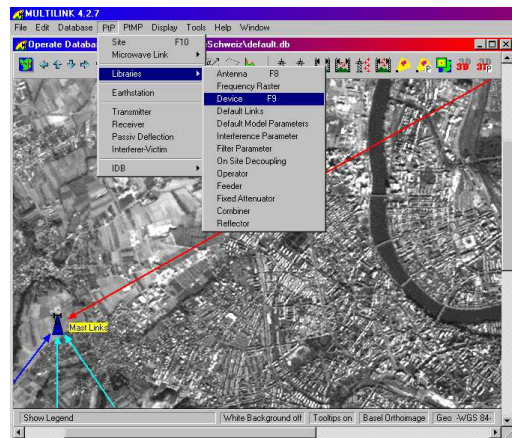 MULTILINK 4.2.7
File Edit Database PtP PtMP Display Tools Help Window
Operate Databa eSchweiz\default.db
Site F10
Microwave Link
Libraries
Earthstation
Transmitter
Receiver
Passiv Deflection
Interferer-Victim
IDB
Antenna F8
Frequency Raster
Device F9
Default Links
Default Model Parameters
Interference Parameter
Filter Parameter
On Site Decoupling
Operator
Feeder
Fixed Attenuator
Combiner
Reflector
3D 3D
Mast Links
Show Legend White Background off Tooltips on Basel Orthoimage Geo -WGS 84-